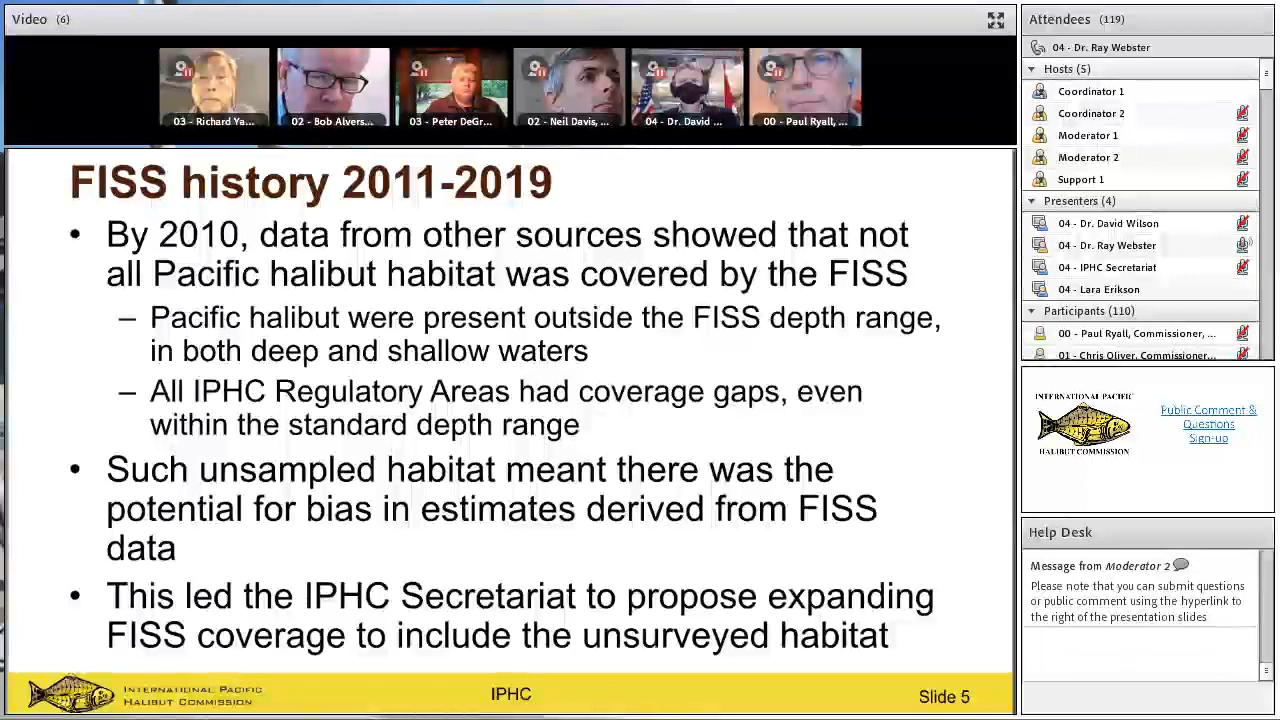 Video (6)
03 - Richard Ya...
02 - Bob Alvers...
03 - Peter DeGr...
02 - Neil Davis, ...
04 - Dr. David ...
00 - Paul Ryall, ...
FISS history 2011-2019
• By 2010, data from other sources showed that not
all Pacific halibut habitat was covered by the FISS
– Pacific halibut were present outside the FISS depth range,
in both deep and shallow waters
– All IPHC Regulatory Areas had coverage gaps, even
within the standard depth range
• Such unsampled habitat meant there was the
potential for bias in estimates derived from FISS
data
• This led the IPHC Secretariat to propose expanding
FISS coverage to include the unsurveyed habitat
INTERNATIONAL PACIFIC
HALIBUT COMMISSION
IPHC
Slide 5
Attendees (119)
04 - Dr. Ray Webster
Hosts (5)
Coordinator 1
Coordinator 2
Moderator 1
Moderator 2
Support 1
Presenters (4)
04 - Dr. David Wilson
04 - Dr. Ray Webster
04 - IPHC Secretariat
04 - Lara Erikson
Participants (110)
00 - Paul Ryall, Commissioner, ...
01 - Chris Oliver, Commissioner...
INTERNATIONAL PACIFIC
HALIBUT COMMISSION
Public Comment &
Questions
Sign-up
Help Desk
Message from Moderator 2
Please note that you can submit questions
or public comment using the hyperlink to
the right of the presentation slides